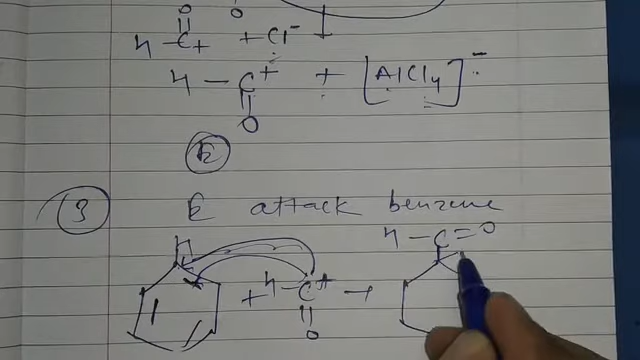 O
O
H - C+ + Cl-
H - C+ + [AlCl4]-
O
E
3 E attack benzene
H - C = O
H
+ H - C+ →
O